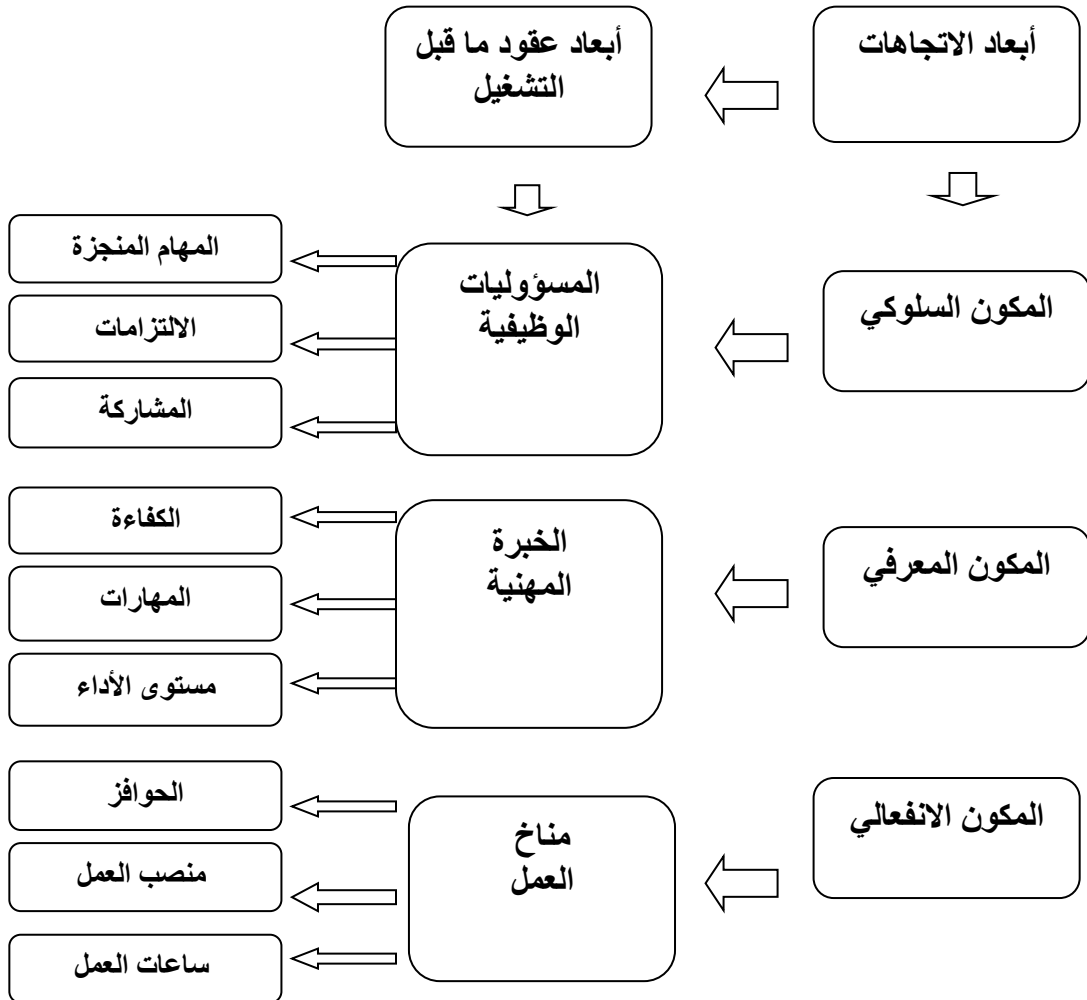 أبعاد الاتجاهات
أبعاد عقود ما قبل
التشغيل
المكون السلوكي
المسؤوليات
الوظيفية
المهام المنجزة
الالتزامات
المشاركة
المكون المعرفي
الخبرة
المهنية
الكفاءة
المهارات
مستوى الأداء
المكون الانفعالي
مناخ
العمل
الحوافز
منصب العمل
ساعات العمل